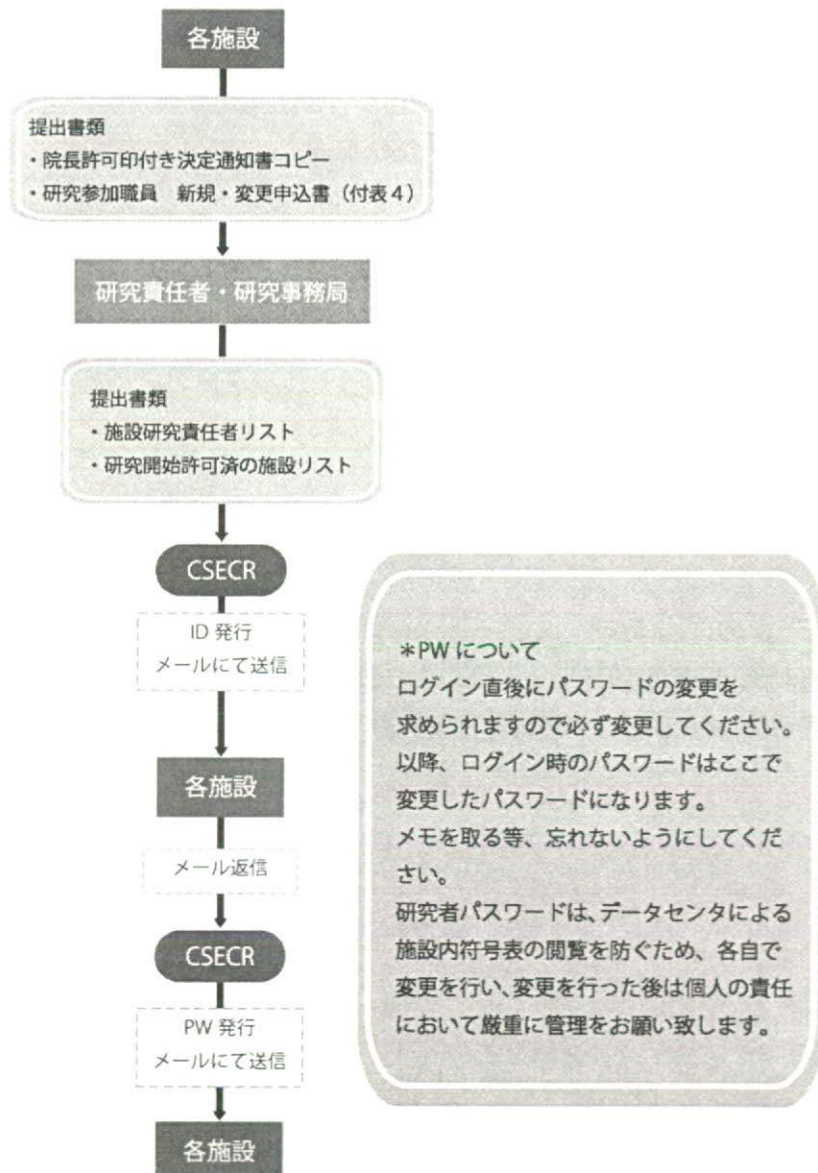 各施設
提出書類
・院長許可印付き決定通知書コピー
・研究参加職員　新規・変更申込書（付表４）
研究責任者・研究事務局
提出書類
・施設研究責任者リスト
・研究開始許可済の施設リスト
CSECR
ID 発行
メールにて送信
各施設
メール返信
CSECR
PW 発行
メールにて送信
各施設
＊PW について
ログイン直後にパスワードの変更を
求められますので必ず変更してください。
以降、ログイン時のパスワードはここで
変更したパスワードになります。
メモを取る等、忘れないようにしてくだ
さい。
研究者パスワードは、データセンタによる
施設内符号表の閲覧を防ぐため、各自で
変更を行い、変更を行った後は個人の責任
において厳重に管理をお願い致します。